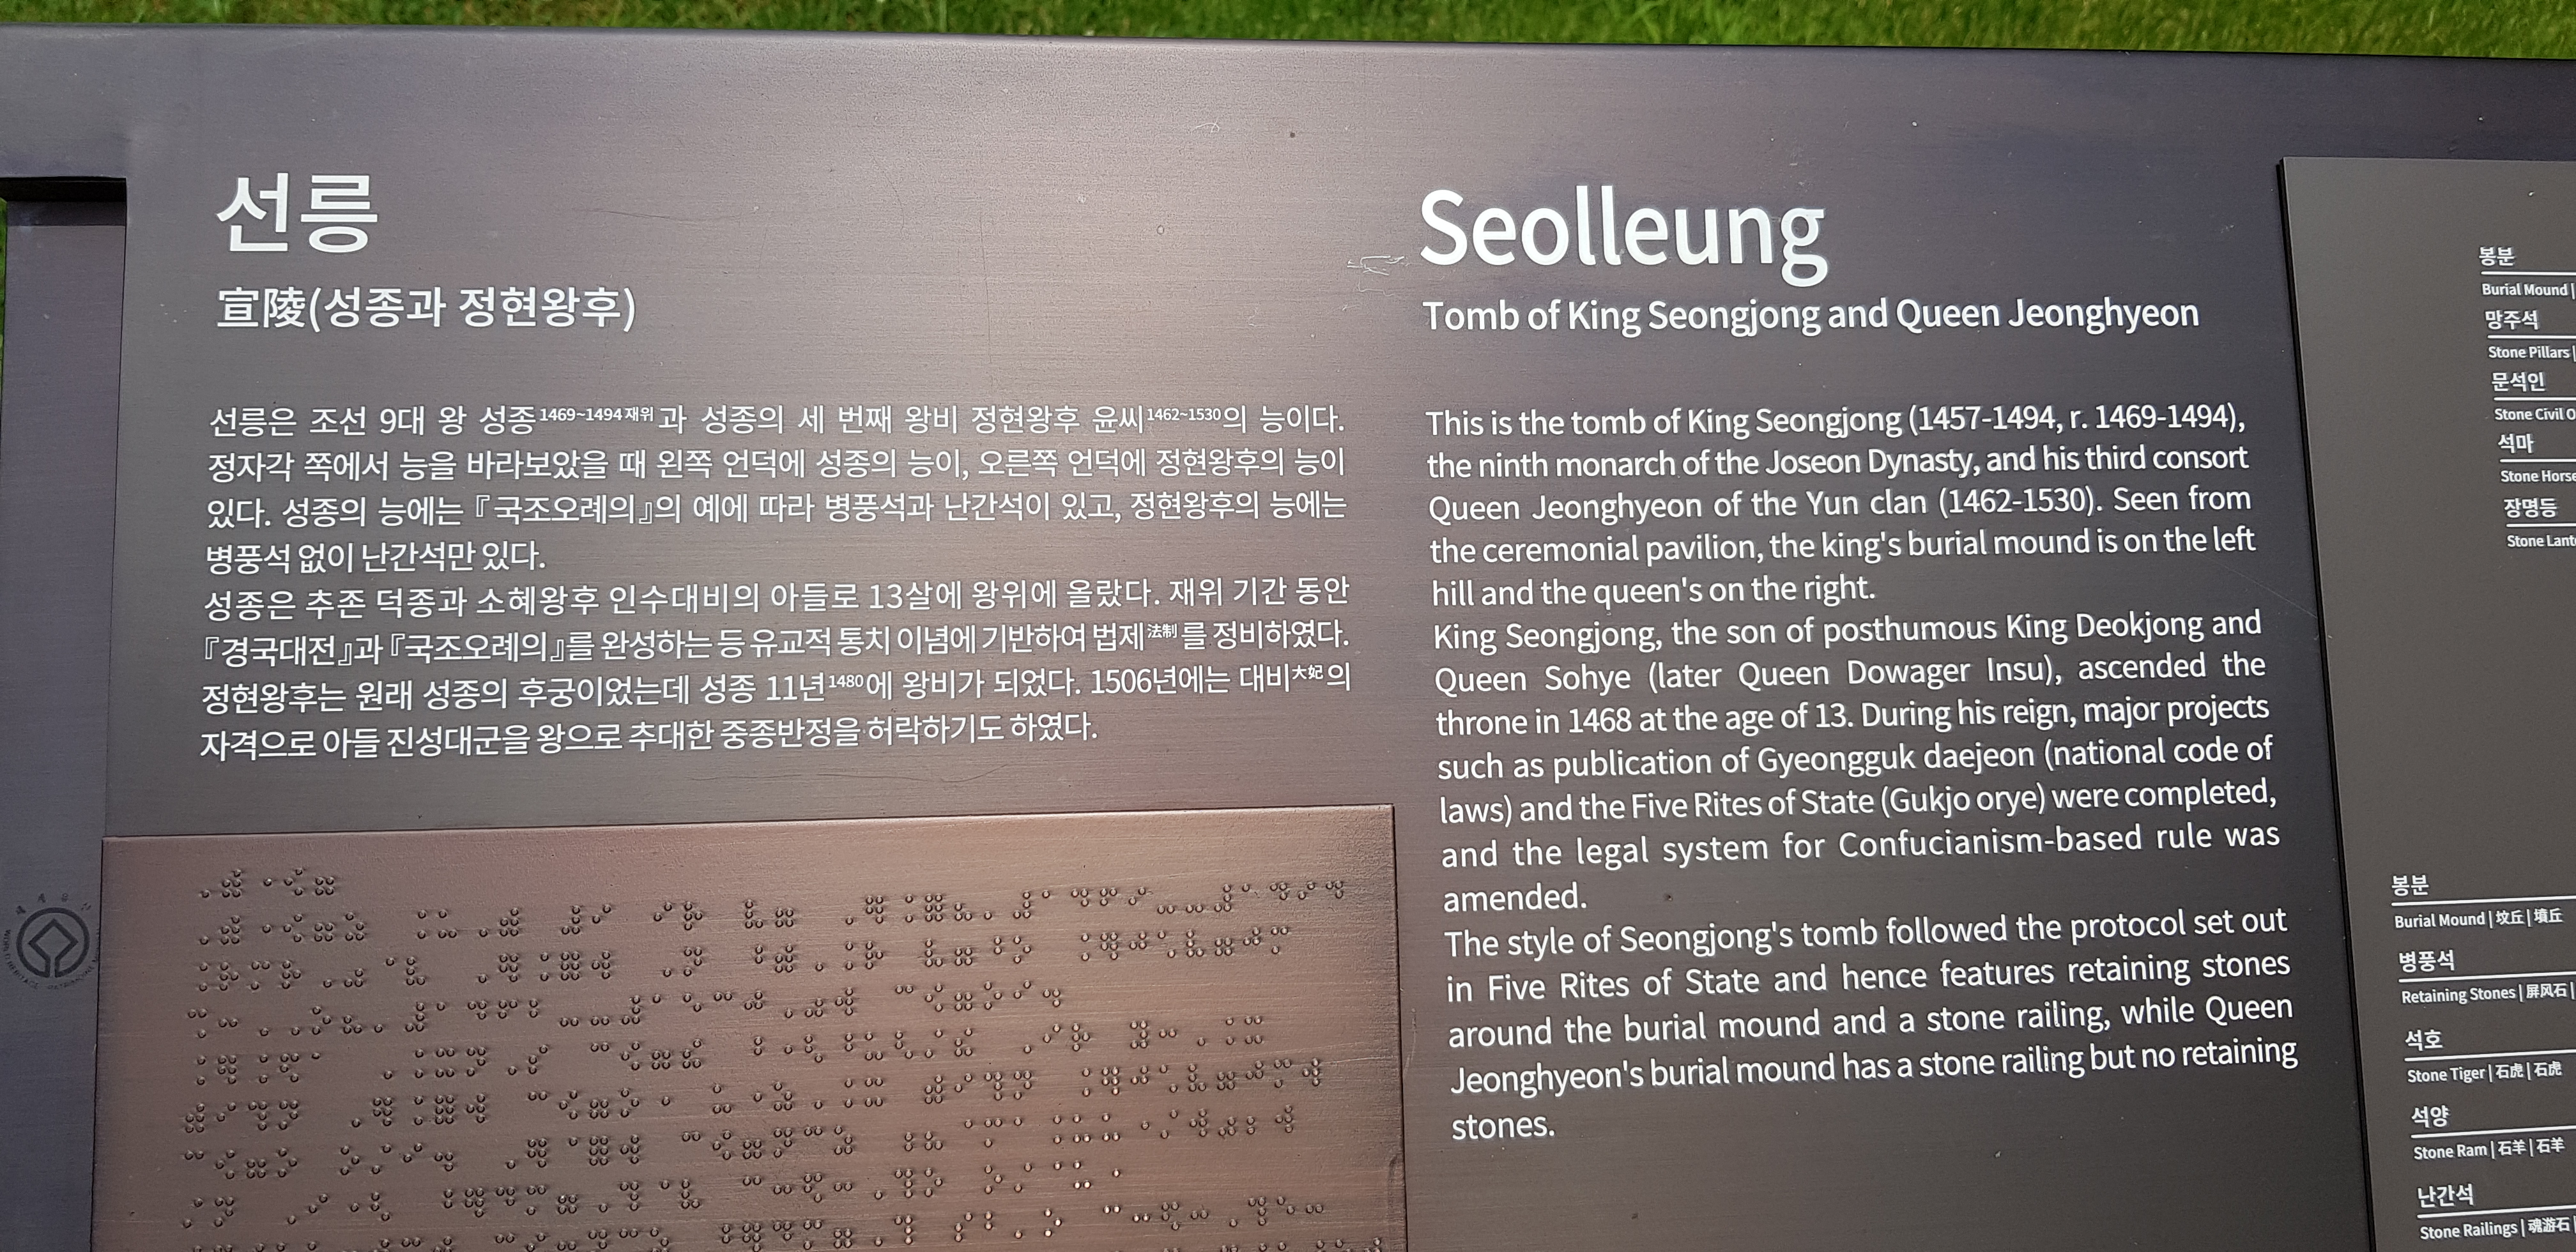 선릉
宣陵(성종과 정현왕후)
선릉은 조선 9대 왕 성종1469~1494재위과 성종의 세 번째 왕비 정현왕후 윤씨1462~1530의 능이다.
정자각 쪽에서 능을 바라보았을 때 왼쪽 언덕에 성종의 능이, 오른쪽 언덕에 정현왕후의 능이
있다. 성종의 능에는 『국조오례의』의 예에 따라 병풍석과 난간석이 있고, 정현왕후의 능에는
병풍석 없이 난간석만 있다.
성종은 추존 덕종과 소혜왕후 인수대비의 아들로 13살에 왕위에 올랐다. 재위 기간 동안
『경국대전』과 『국조오례의』를 완성하는 등 유교적 통치 이념에 기반하여 법제法制를 정비하였다.
정현왕후는 원래 성종의 후궁이었는데 성종 11년1480에 왕비가 되었다. 1506년에는 대비大妃의
자격으로 아들 진성대군을 왕으로 추대한 중종반정을 허락하기도 하였다.
Seolleung
Tomb of King Seongjong and Queen Jeonghyeon
This is the tomb of King Seongjong (1457-1494, r. 1469-1494),
the ninth monarch of the Joseon Dynasty, and his third consort
Queen Jeonghyeon of the Yun clan (1462-1530). Seen from
the ceremonial pavilion, the king's burial mound is on the left
hill and the queen's on the right.
King Seongjong, the son of posthumous King Deokjong and
Queen Sohye (later Queen Dowager Insu), ascended the
throne in 1468 at the age of 13. During his reign, major projects
such as publication of Gyeongguk daejeon (national code of
laws) and the Five Rites of State (Gukjo orye) were completed,
and the legal system for Confucianism-based rule was
amended.
The style of Seongjong's tomb followed the protocol set out
in Five Rites of State and hence features retaining stones
around the burial mound and a stone railing, while Queen
Jeonghyeon's burial mound has a stone railing but no retaining
stones.
봉분
Burial Mound |
망주석
Stone Pillars |
문석인
Stone Civil O
석마
Stone Horse
장명등
Stone Lant
봉분
Burial Mound | 坟丘 | 墳丘
병풍석
Retaining Stones | 屏风石 |
석호
Stone Tiger | 石虎 | 石虎
석양
Stone Ram | 石羊 | 石羊
난간석
Stone Railings | 魂游石